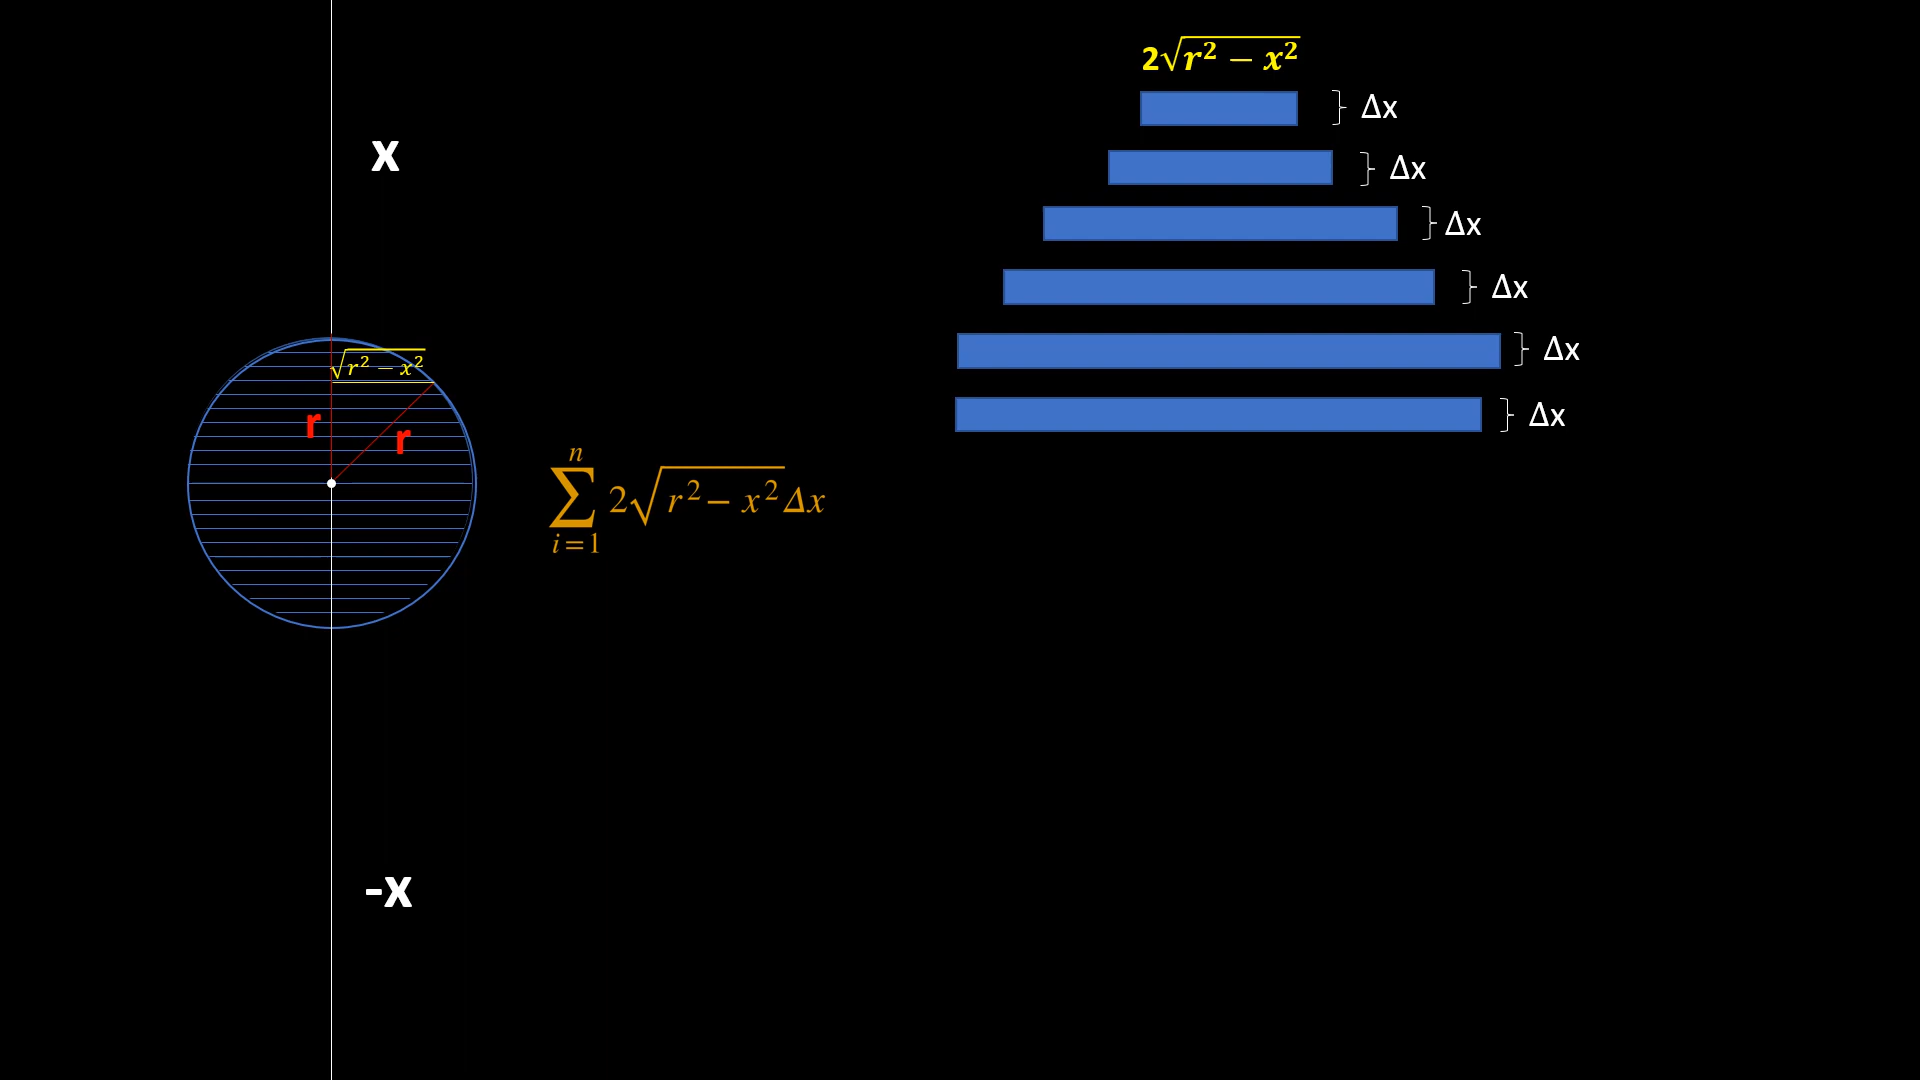 x
√(r² − x²)
r
r
-x
n
∑ 2√(r² − x²) Δx
i = 1
2√(r² − x²)
} Δx
} Δx
} Δx
} Δx
} Δx
} Δx